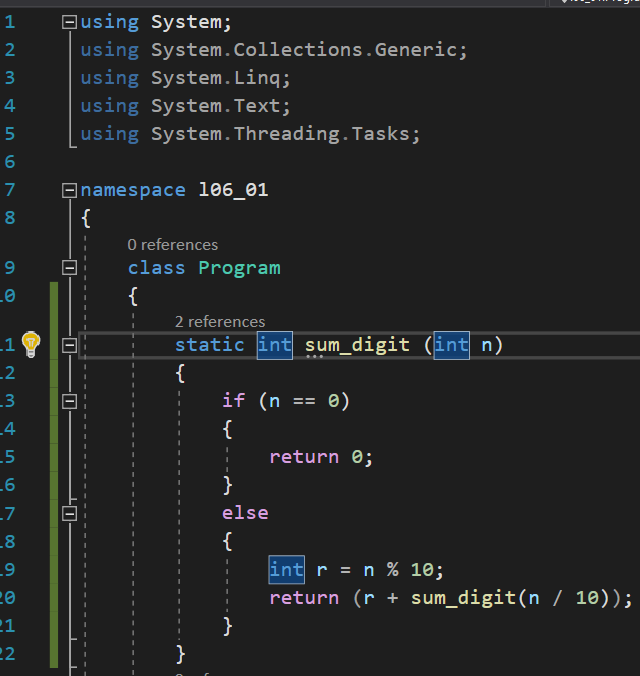 1 using System;
2 using System.Collections.Generic;
3 using System.Linq;
4 using System.Text;
5 using System.Threading.Tasks;
6
7 namespace l06_01
8 {
0 references
9 class Program
10 {
2 references
11 static int sum_digit (int n)
12 {
13 if (n == 0)
14 {
15 return 0;
16 }
17 else
18 {
19 int r = n % 10;
20 return (r + sum_digit(n / 10));
21 }
22 }